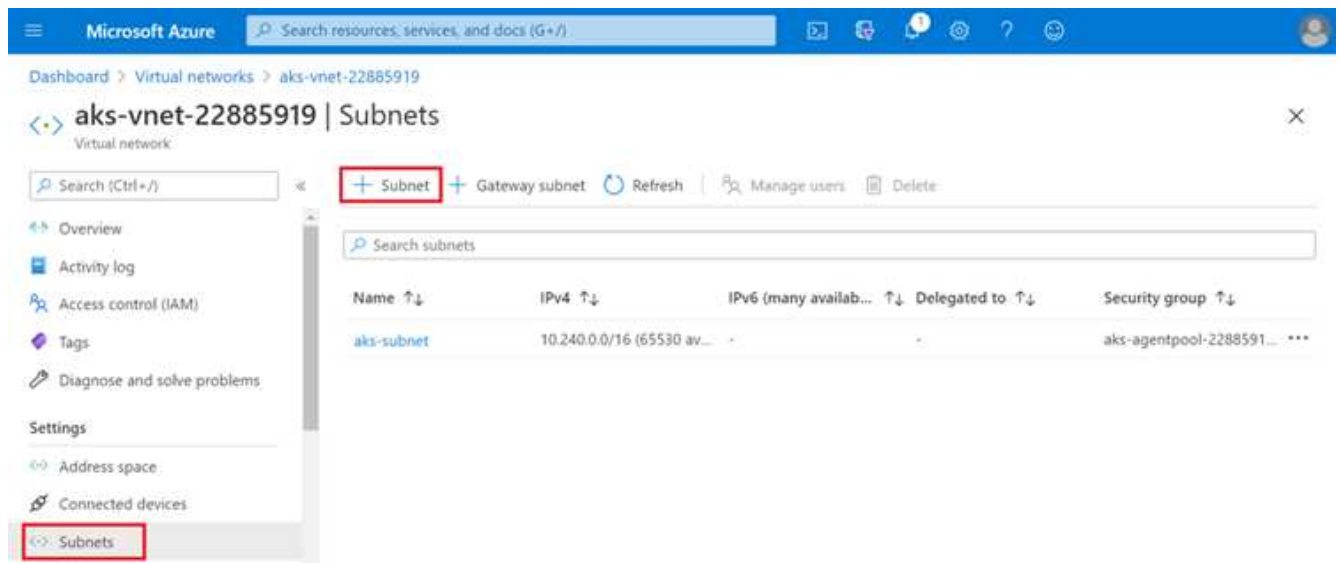 Microsoft Azure
Search resources, services, and docs (G+/)
1
Dashboard > Virtual networks > aks-vnet-22885919
aks-vnet-22885919 | Subnets
Virtual network
Search (Ctrl+/)
+ Subnet + Gateway subnet Refresh Manage users Delete
Overview
Search subnets
Activity log
Access control (IAM)
Name IPv4 IPv6 (many availab... Delegated to Security group
Tags
aks-subnet 10.240.0.0/16 (65530 av... - - aks-agentpool-2288591... ...
Diagnose and solve problems
Settings
Address space
Connected devices
Subnets